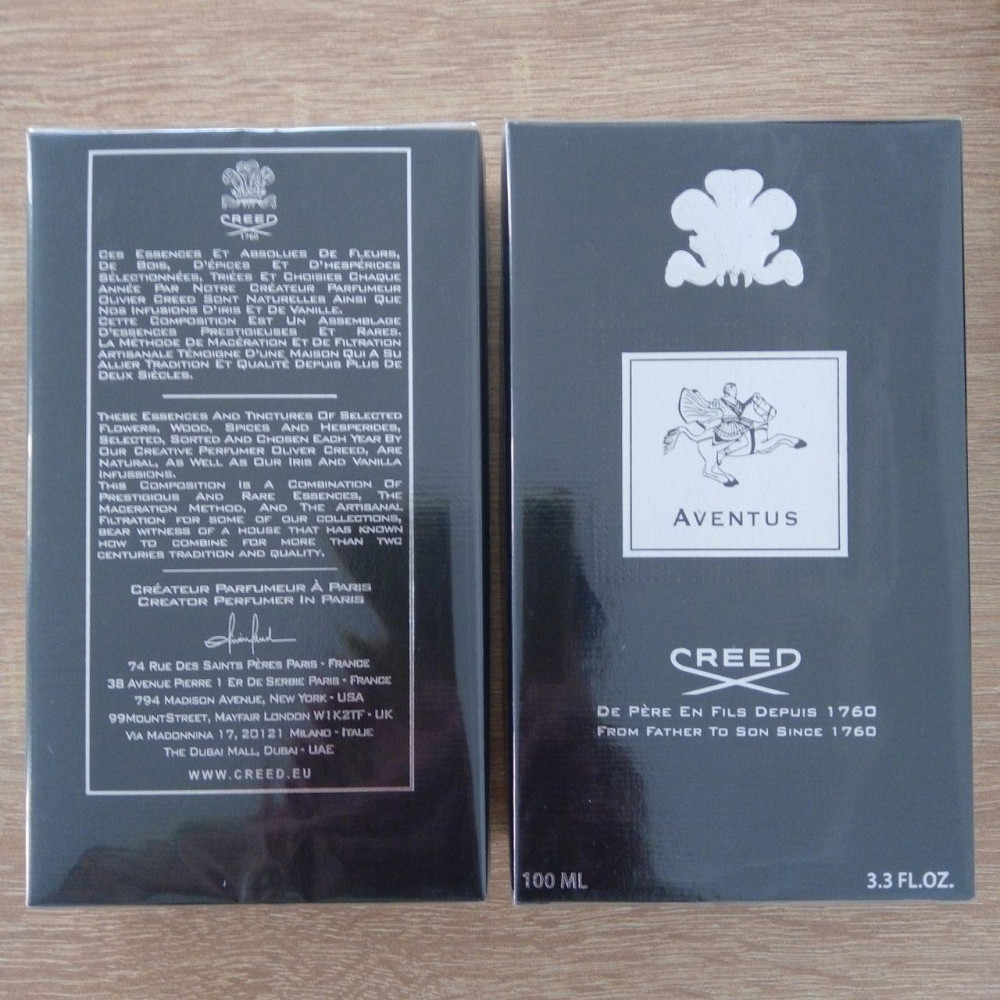 CREED
1760
Ces Essences Et Absolues De Fleurs,
De Bois, D'épices Et D'hespérides
Sélectionnées, Triées Et Choisies Chaque
Année Par Notre Créateur Parfumeur
Olivier Creed Sont Naturelles Ainsi Que
Nos Infusions D'iris Et De Vanille.
Cette Composition Est Un Assemblage
D'essences Prestigieuses Et Rares,
La Méthode De Macération Et De Filtration
Artisanale Témoigne D'une Maison Qui A Su
Allier Tradition Et Qualité Depuis Plus De
Deux Siècles.
These Essences And Tinctures Of Selected
Flowers, Wood, Spices And Hesperides,
Selected, Sorted And Chosen Each Year By
Our Creative Perfumer Oliver Creed, Are
Natural, As Well As Our Iris And Vanilla
Infussions.
This Composition Is A Combination Of
Prestigious And Rare Essences, The
Maceration Method, And The Artisanal
Filtration for some of our collections,
bear witness of a house that has known
how to combine for more than two
centuries tradition and quality.
Créateur Parfumeur À Paris
Creator Perfumer In Paris
74 Rue Des Saints Pères Paris - France
38 Avenue Pierre 1 Er De Serbie Paris - France
794 Madison Avenue, New York - USA
99MountStreet, Mayfair London W1K2TF - UK
Via Madonnina 17, 20121 Milano - Italie
The Dubai Mall, Dubai - UAE
WWW.CREED.EU
Aventus
CREED
De Père En Fils Depuis 1760
From Father To Son Since 1760
100 ML
3.3 FL.OZ.